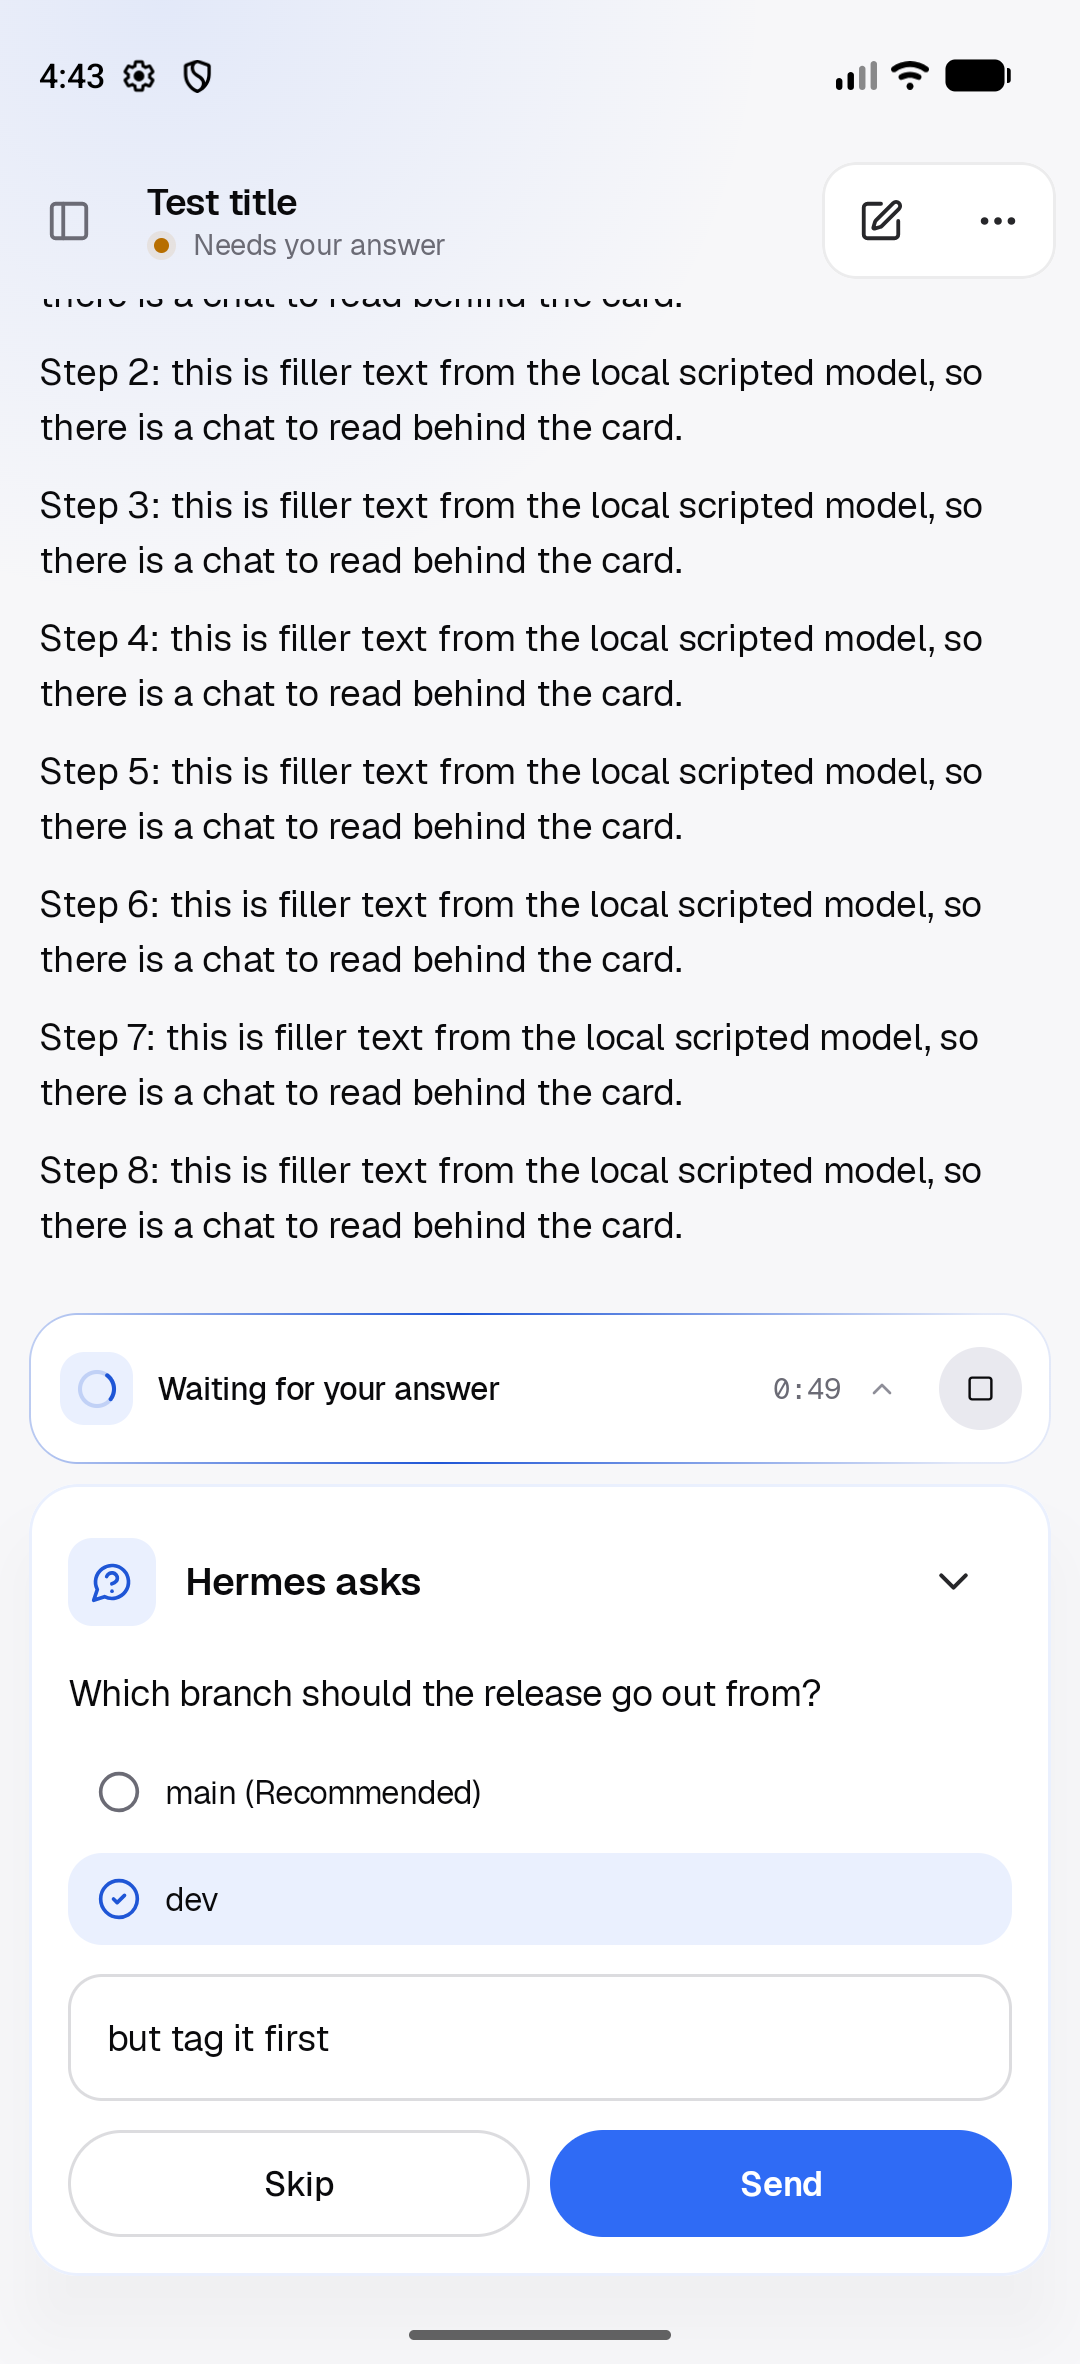 4:43
Test title
Needs your answer
there is a chat to read behind the card.
Step 2: this is filler text from the local scripted model, so
there is a chat to read behind the card.
Step 3: this is filler text from the local scripted model, so
there is a chat to read behind the card.
Step 4: this is filler text from the local scripted model, so
there is a chat to read behind the card.
Step 5: this is filler text from the local scripted model, so
there is a chat to read behind the card.
Step 6: this is filler text from the local scripted model, so
there is a chat to read behind the card.
Step 7: this is filler text from the local scripted model, so
there is a chat to read behind the card.
Step 8: this is filler text from the local scripted model, so
there is a chat to read behind the card.
Waiting for your answer 0:49
Hermes asks
Which branch should the release go out from?
main (Recommended)
dev
but tag it first
Skip Send